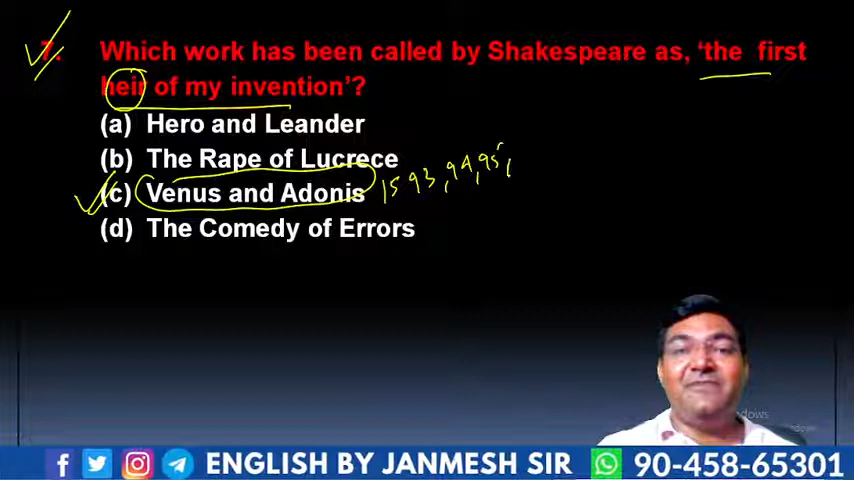 7. Which work has been called by Shakespeare as, ‘the first
heir of my invention’?
(a) Hero and Leander
(b) The Rape of Lucrece
(c) Venus and Adonis 1593, 94, 95,
(d) The Comedy of Errors
dows
ENGLISH BY JANMESH SIR 90-458-65301